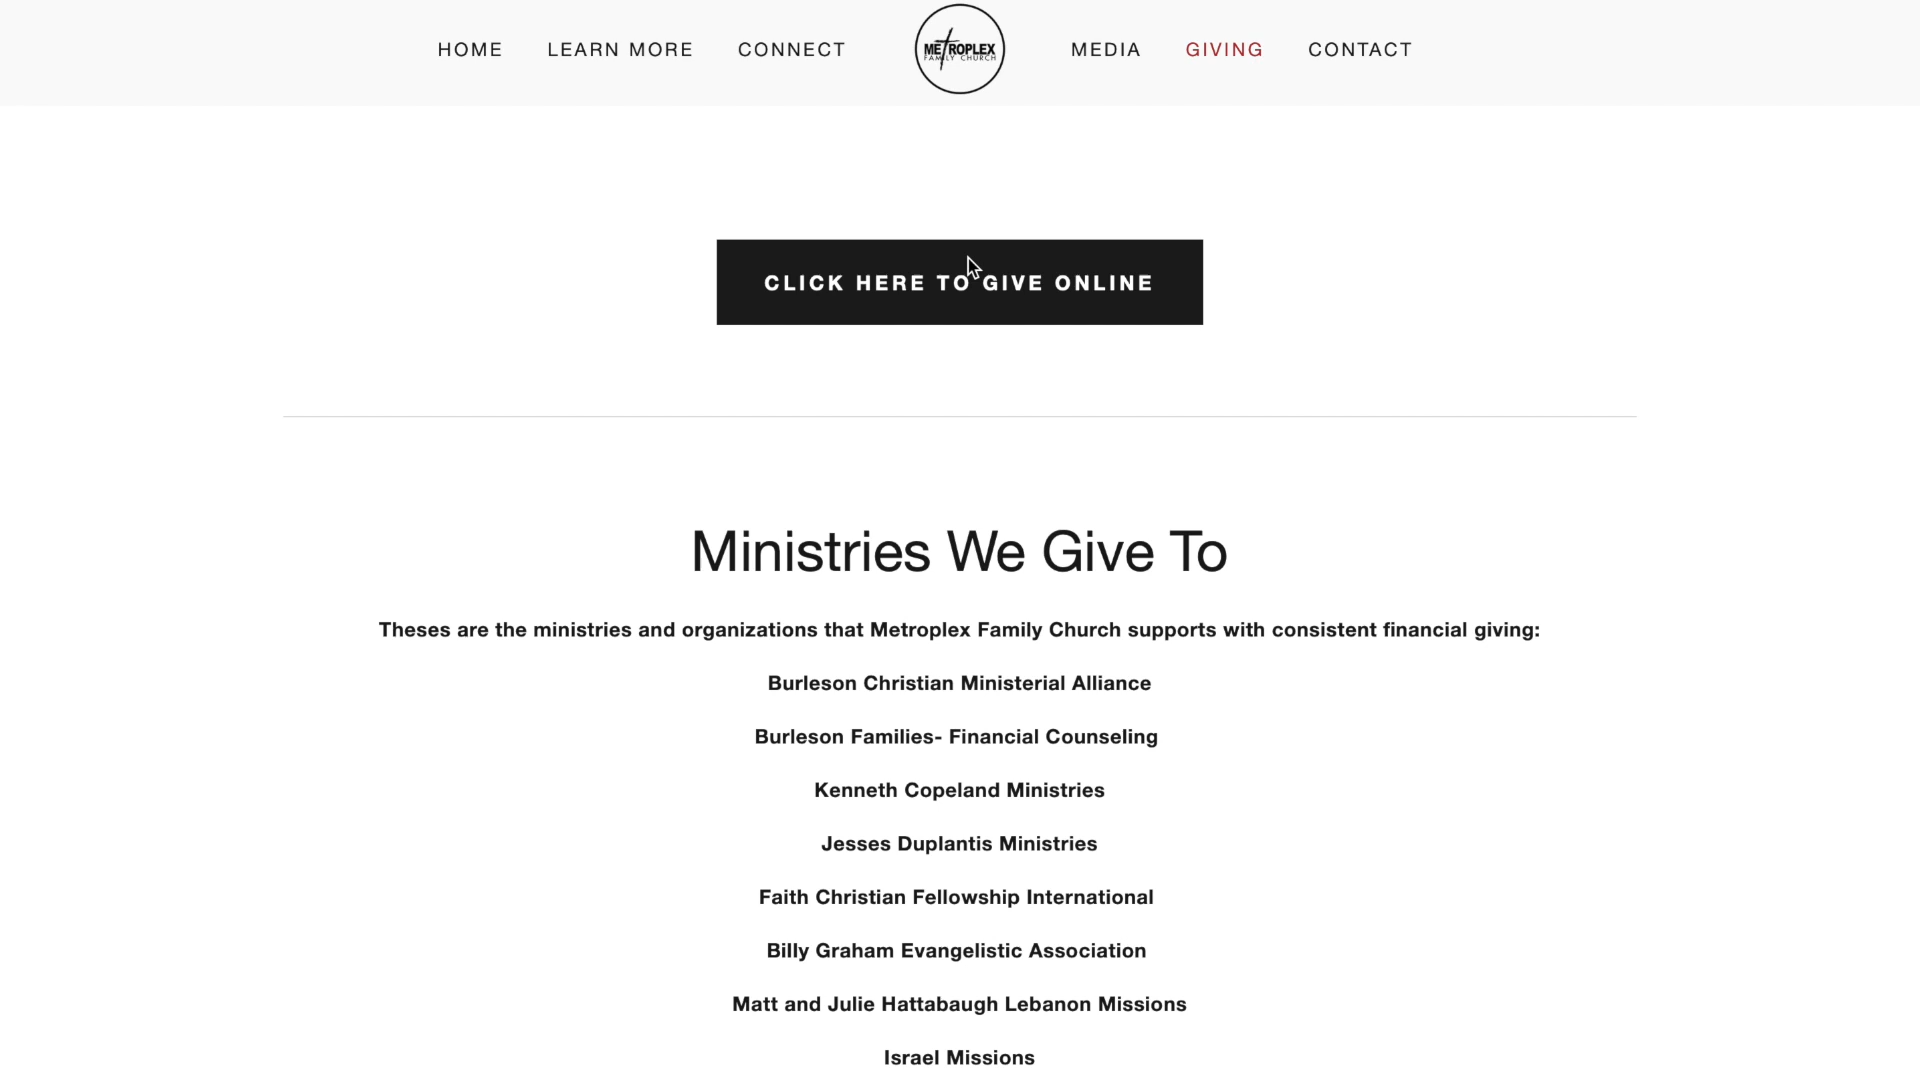 HOME LEARN MORE CONNECT METROPLEX FAMILY CHURCH MEDIA GIVING CONTACT
CLICK HERE TO GIVE ONLINE
Ministries We Give To
Theses are the ministries and organizations that Metroplex Family Church supports with consistent financial giving:
Burleson Christian Ministerial Alliance
Burleson Families- Financial Counseling
Kenneth Copeland Ministries
Jesses Duplantis Ministries
Faith Christian Fellowship International
Billy Graham Evangelistic Association
Matt and Julie Hattabaugh Lebanon Missions
Israel Missions